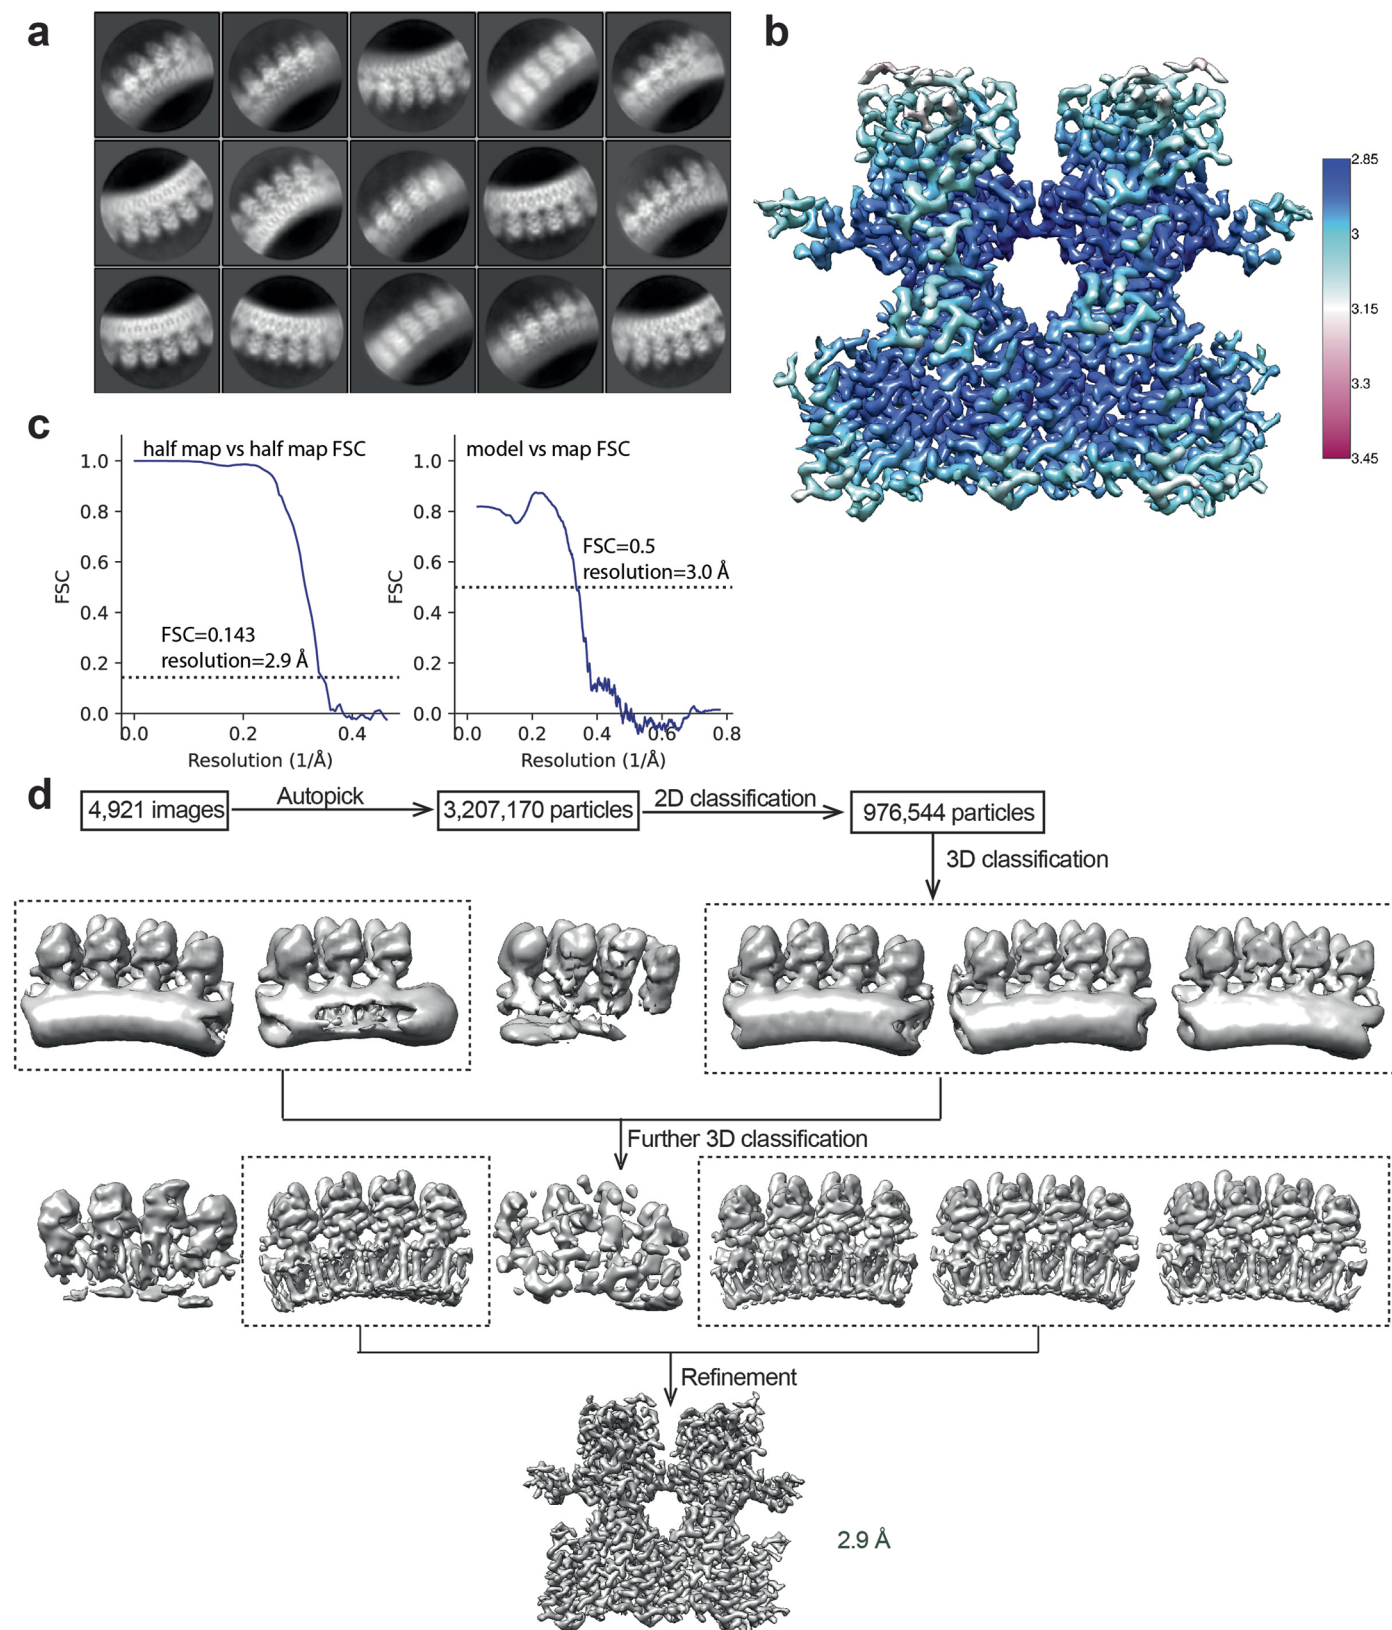 a
b
2.85
3
3.15
3.3
3.45
c
half map vs half map FSC
1.0
0.8
0.6
0.4
0.2
0.0
FSC
FSC=0.143
resolution=2.9 Å
0.0
0.2
0.4
Resolution (1/Å)
model vs map FSC
1.0
0.8
0.6
0.4
0.2
0.0
FSC
FSC=0.5
resolution=3.0 Å
0.0
0.2
0.4
0.6
0.8
Resolution (1/Å)
d
4,921 images
Autopick
3,207,170 particles
2D classification
976,544 particles
3D classification
Further 3D classification
Refinement
2.9 Å